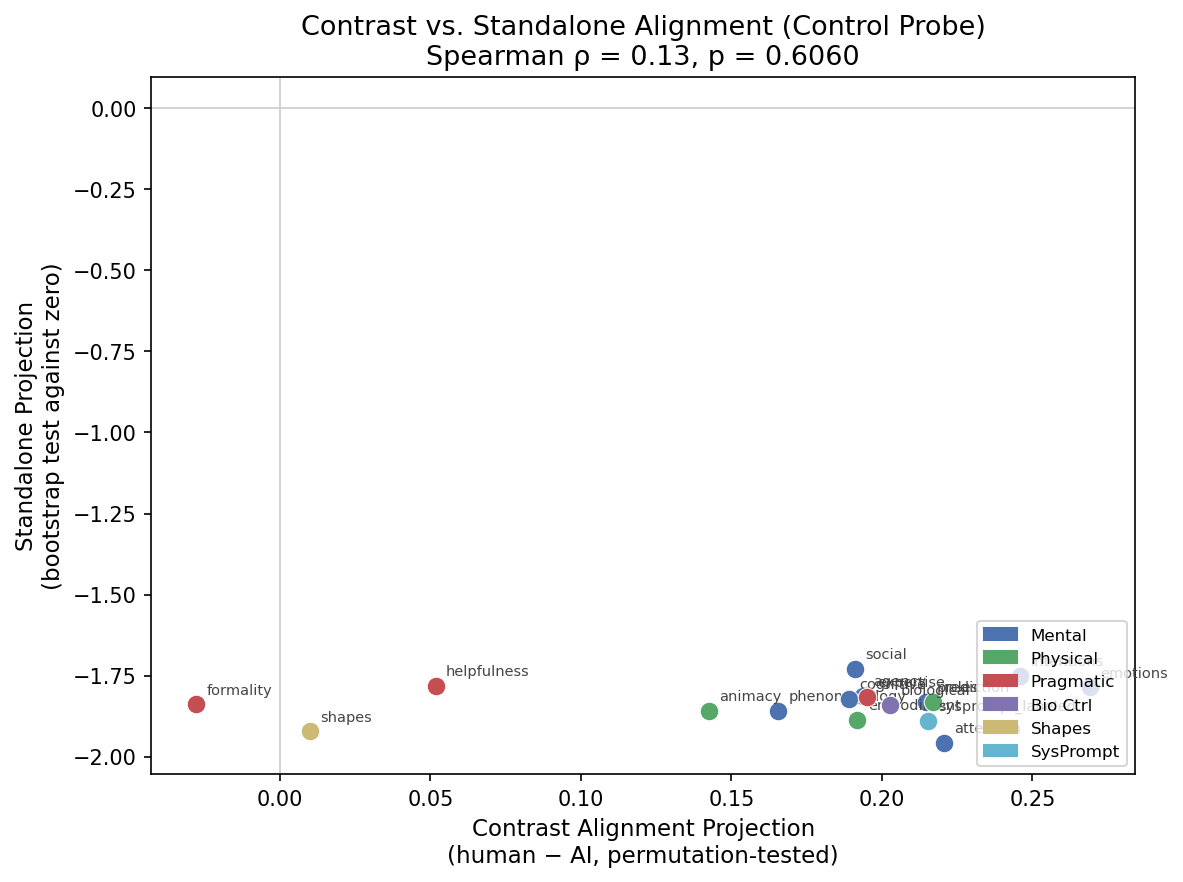 Contrast vs. Standalone Alignment (Control Probe)
Spearman ρ = 0.13, p = 0.6060
Standalone Projection
(bootstrap test against zero)
0.00
−0.25
−0.50
−0.75
−1.00
−1.25
−1.50
−1.75
−2.00
social
helpfulness
formality
shapes
animacy
biological
emotions
Mental
Physical
Pragmatic
Bio Ctrl
Shapes
SysPrompt
0.00
0.05
0.10
0.15
0.20
0.25
Contrast Alignment Projection
(human − AI, permutation-tested)